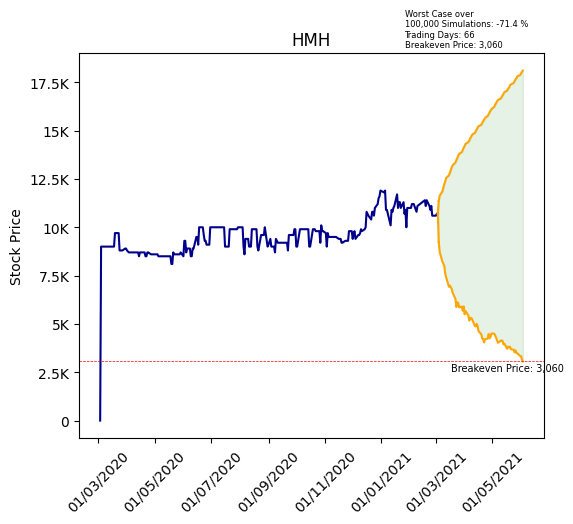 Worst Case over
100,000 Simulations: -71.4 %
Trading Days: 66
Breakeven Price: 3,060
HMH
Stock Price
17.5K
15K
12.5K
10K
7.5K
5K
2.5K
0
Breakeven Price: 3,060
01/03/2020
01/05/2020
01/07/2020
01/09/2020
01/11/2020
01/01/2021
01/03/2021
01/05/2021